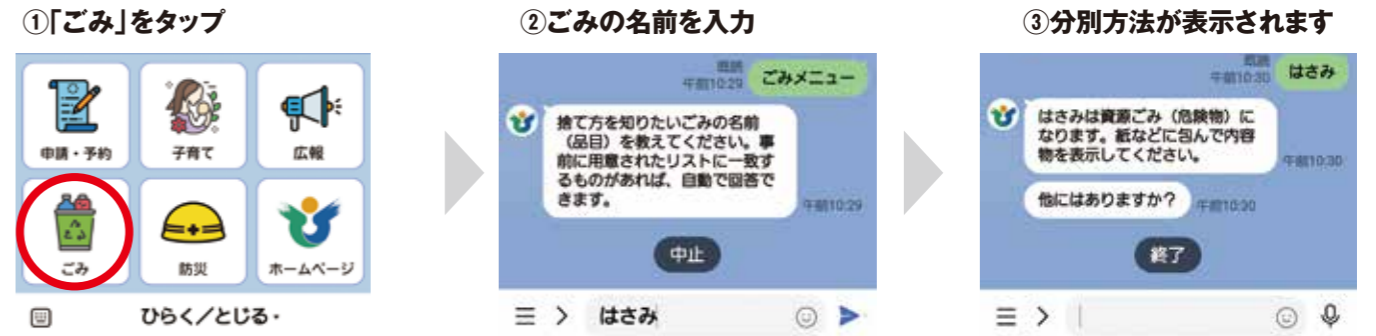 ①「ごみ」をタップ
申請・予約
子育て
広報
ごみ
防災
ホームページ
ひらく／とじる・
②ごみの名前を入力
既読
午前10:29
ごみメニュー
捨て方を知りたいごみの名前
（品目）を教えてください。事
前に用意されたリストに一致す
るものがあれば、自動で回答で
きます。
午前10:29
中止
はさみ
③分別方法が表示されます
既読
午前10:30
はさみ
はさみは資源ごみ（危険物）に
なります。紙などに包んで内容
物を表示してください。
午前10:30
他にはありますか？
午前10:30
終了